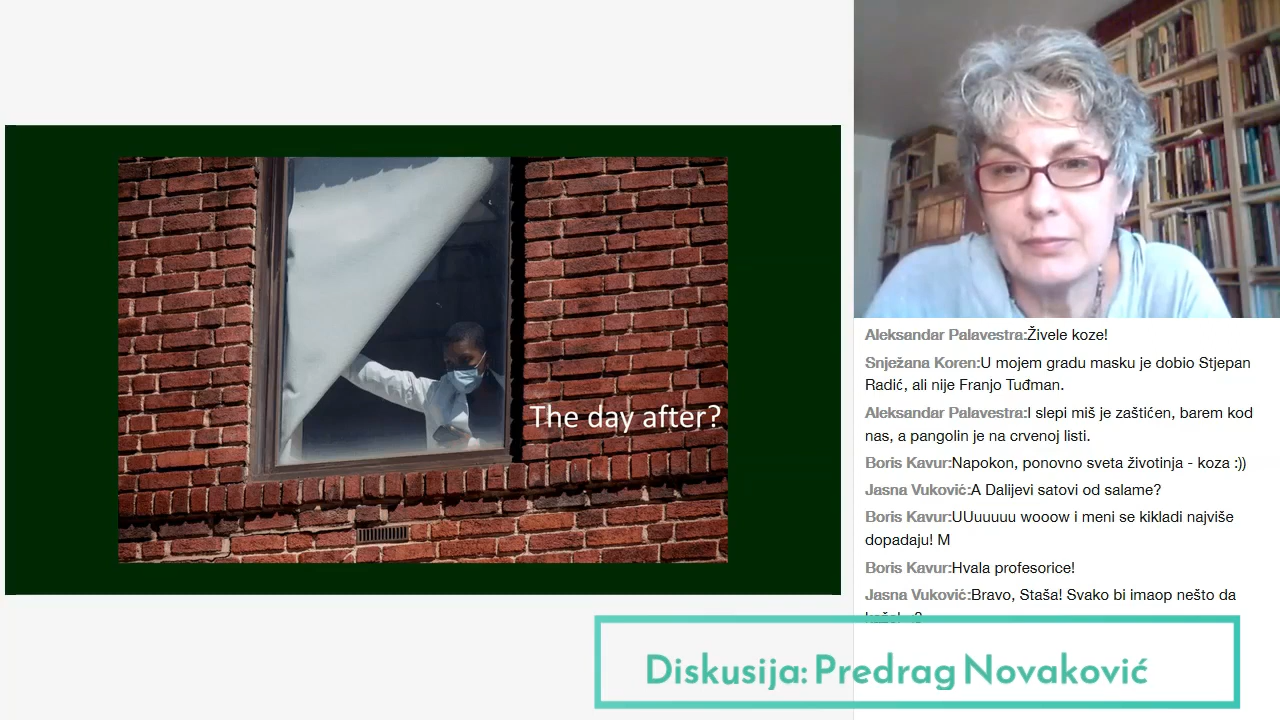 The day after?
Aleksandar Palavestra:Živele koze!
Snježana Koren:U mojem gradu masku je dobio Stjepan
Radić, ali nije Franjo Tuđman.
Aleksandar Palavestra:I slepi miš je zaštićen, barem kod
nas, a pangolin je na crvenoj listi.
Boris Kavur:Napokon, ponovno sveta životinja - koza :))
Jasna Vuković:A Dalijevi satovi od salame?
Boris Kavur:UUuuuuu wooow i meni se kikladi najviše
dopadaju! M
Boris Kavur:Hvala profesorice!
Jasna Vuković:Bravo, Staša! Svako bi imaop nešto da
Diskusija: Predrag Novaković